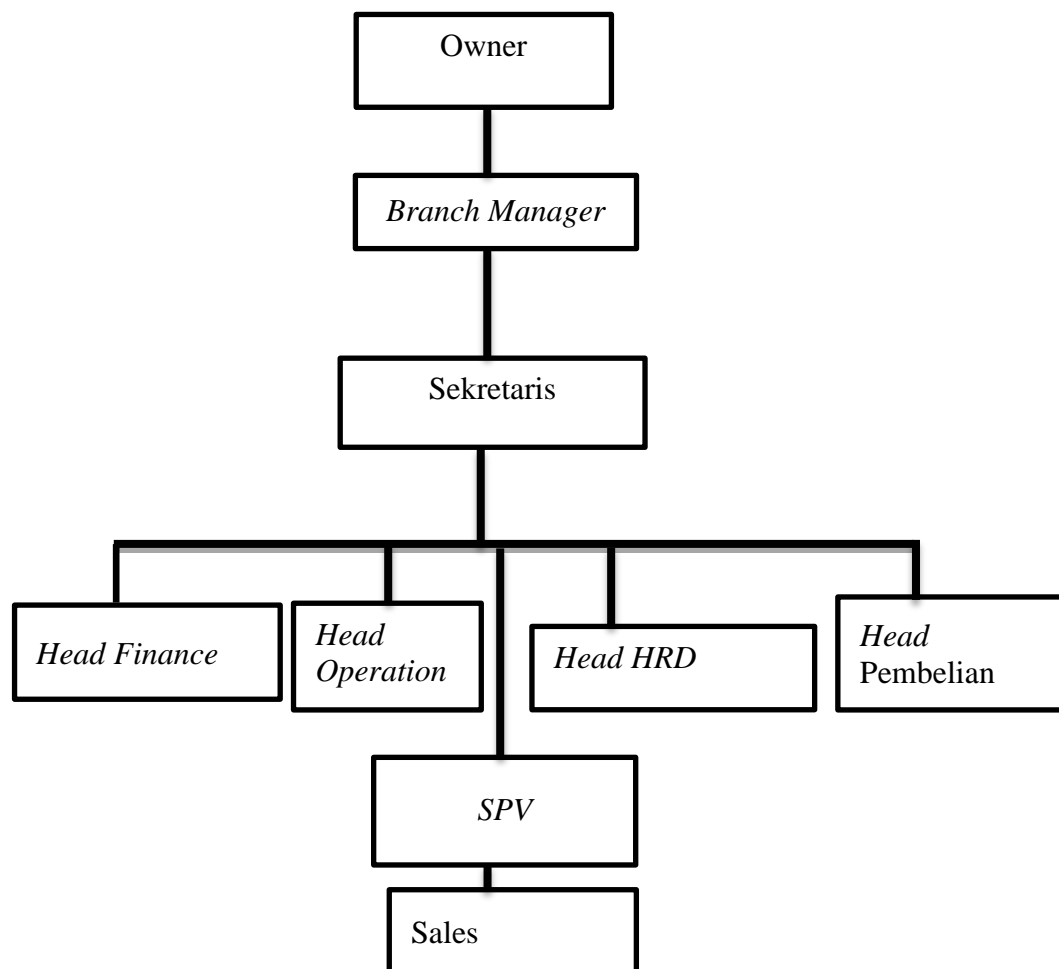 Owner
Branch Manager
Sekretaris
Head Finance
Head
Operation
Head HRD
Head
Pembelian
SPV
Sales